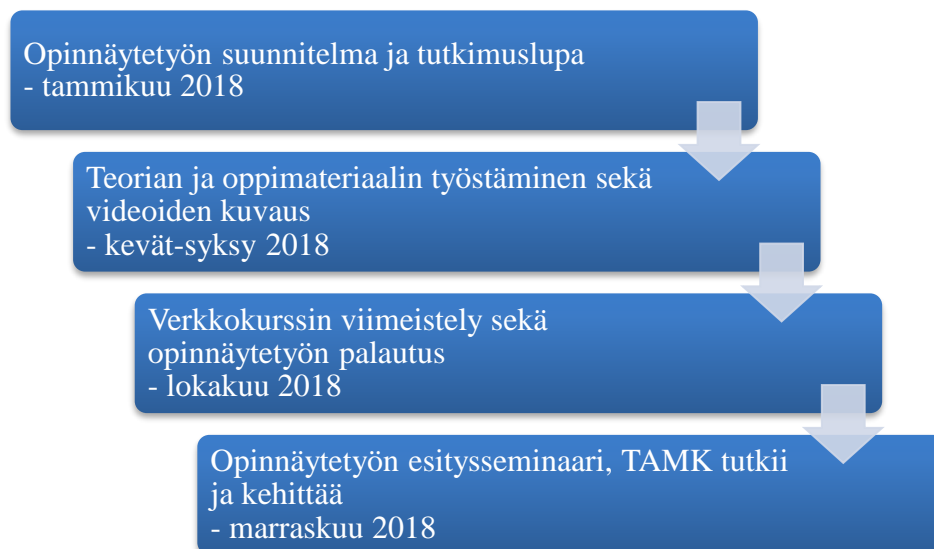 Opinnäytetyön suunnitelma ja tutkimuslupa
- tammikuu 2018
Teorian ja oppimateriaalin työstäminen sekä
videoiden kuvaus
- kevät-syksy 2018
Verkkokurssin viimeistely sekä
opinnäytetyön palautus
- lokakuu 2018
Opinnäytetyön esitysseminaari, TAMK tutkii
ja kehittää
- marraskuu 2018